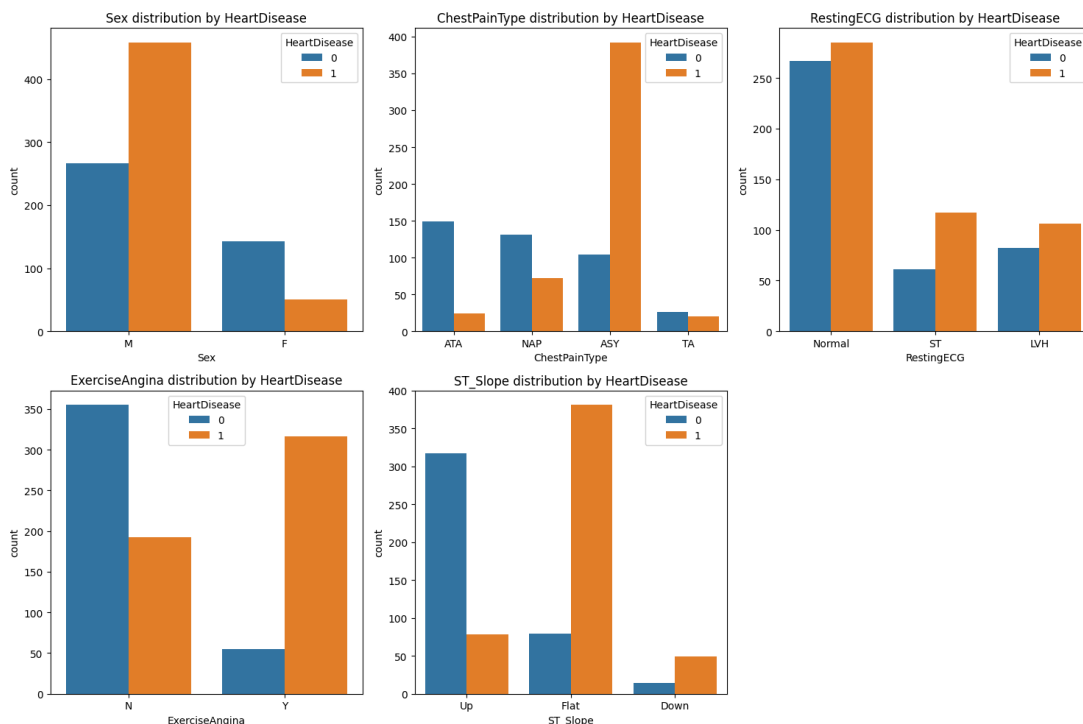 Sex distribution by HeartDisease
HeartDisease
0
1
400
300
200
100
0
count
M F
Sex
ChestPainType distribution by HeartDisease
HeartDisease
0
1
400
350
300
250
200
150
100
50
0
count
ATA NAP ASY TA
ChestPainType
RestingECG distribution by HeartDisease
HeartDisease
0
1
250
200
150
100
50
0
count
Normal ST LVH
RestingECG
ExerciseAngina distribution by HeartDisease
HeartDisease
0
1
350
300
250
200
150
100
50
0
count
N Y
ExerciseAngina
ST_Slope distribution by HeartDisease
HeartDisease
0
1
400
350
300
250
200
150
100
50
0
count
Up Flat Down
ST_Slope